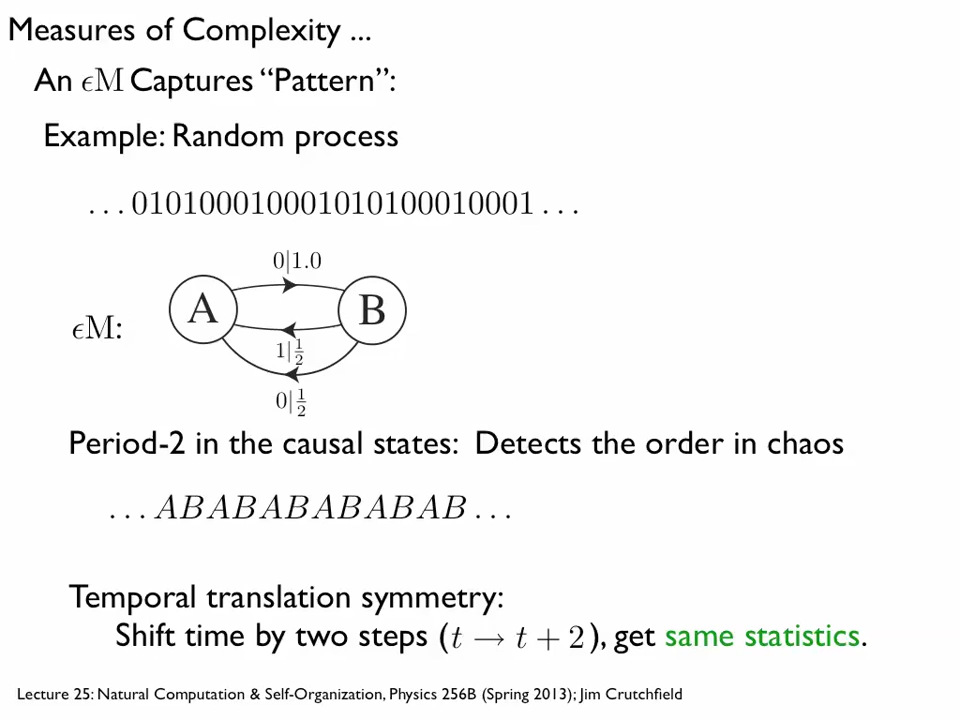 Measures of Complexity ...
An ϵM Captures “Pattern”:
Example: Random process
...010100010001010100010001...
0|1.0
A
B
ϵM:
1|1/2
0|1/2
Period-2 in the causal states: Detects the order in chaos
...ABABABABABAB...
Temporal translation symmetry:
Shift time by two steps (t → t + 2), get same statistics.
Lecture 25: Natural Computation & Self-Organization, Physics 256B (Spring 2013); Jim Crutchfield